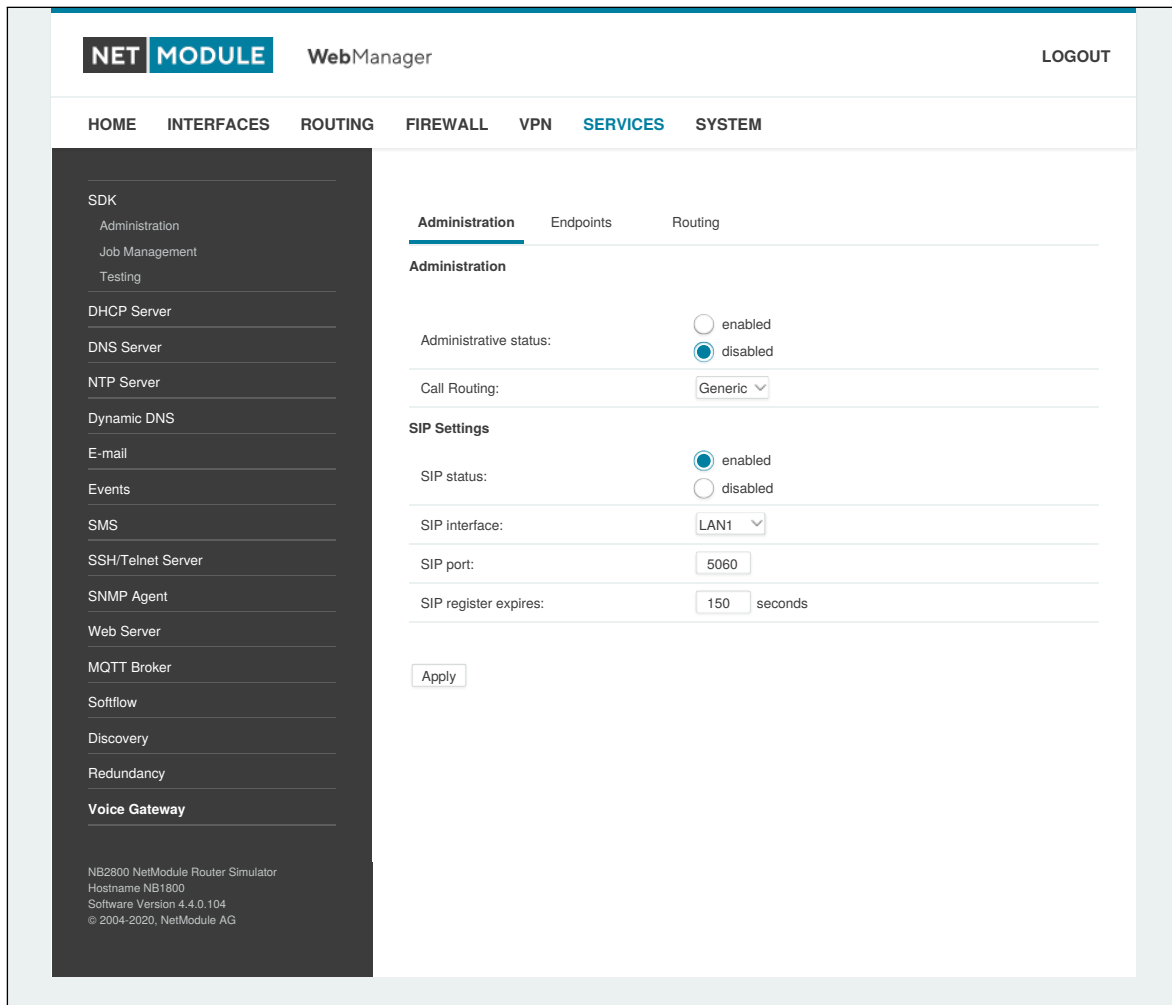 NET MODULE WebManager LOGOUT
HOME INTERFACES ROUTING FIREWALL VPN SERVICES SYSTEM
SDK
Administration
Job Management
Testing
DHCP Server
DNS Server
NTP Server
Dynamic DNS
E-mail
Events
SMS
SSH/Telnet Server
SNMP Agent
Web Server
MQTT Broker
Softflow
Discovery
Redundancy
Voice Gateway
NB2800 NetModule Router Simulator
Hostname NB1800
Software Version 4.4.0.104
© 2004-2020, NetModule AG
Administration Endpoints Routing
Administration
Administrative status:
enabled
disabled
Call Routing: Generic
SIP Settings
SIP status:
enabled
disabled
SIP interface: LAN1
SIP port: 5060
SIP register expires: 150 seconds
Apply